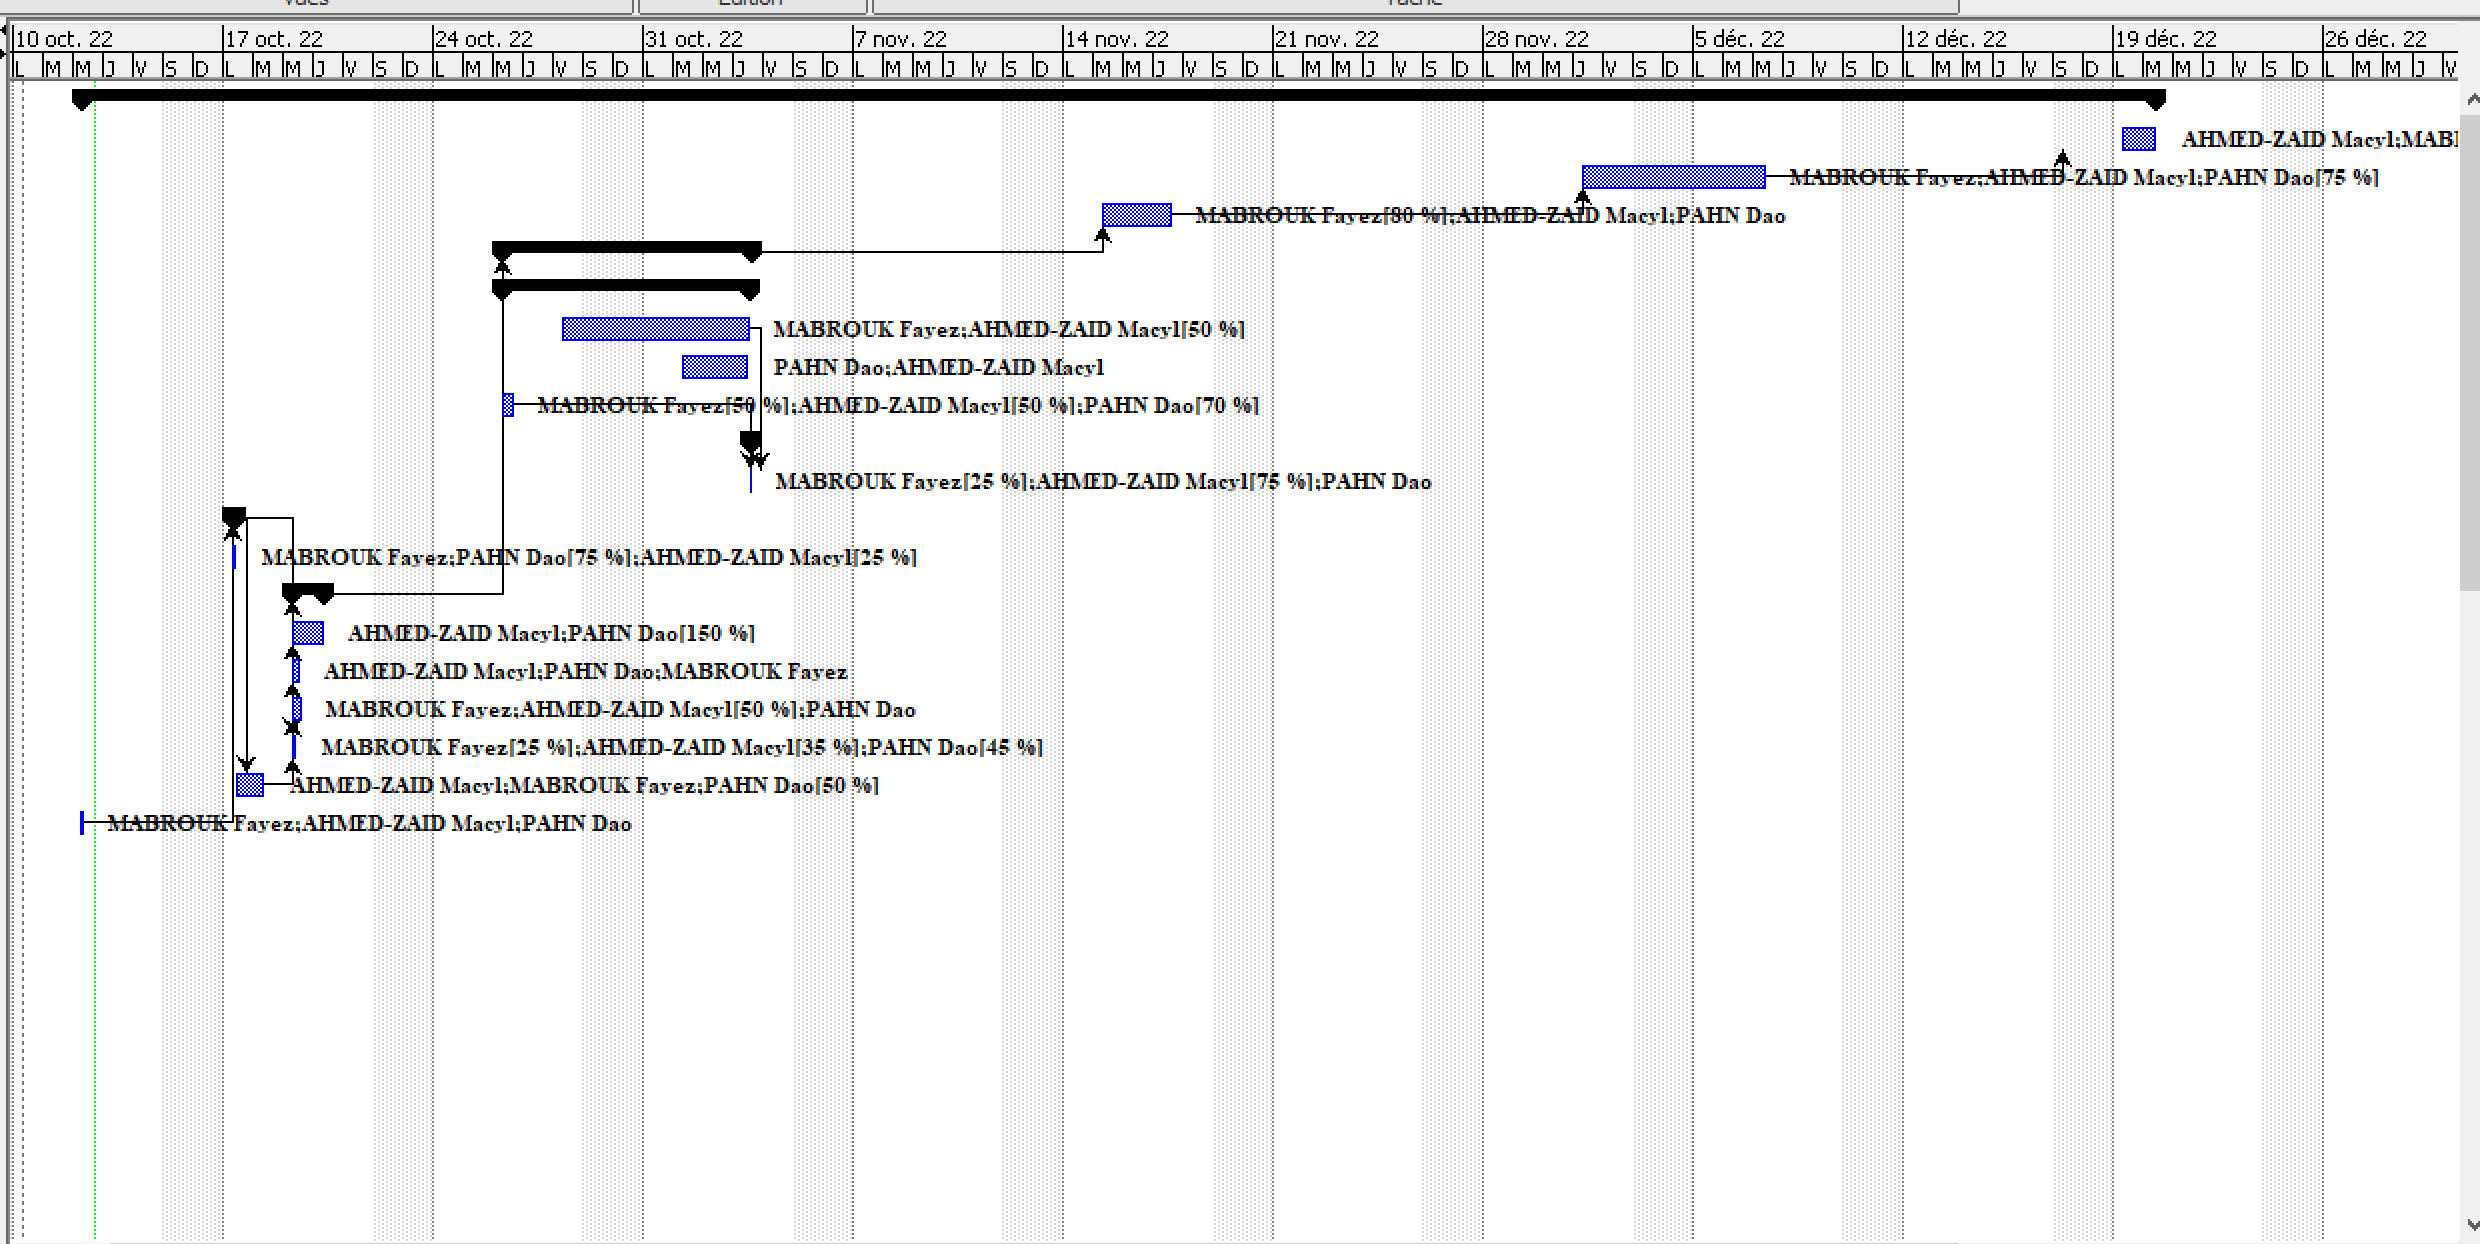 Vues Édition Tâche
10 oct. 22 17 oct. 22 24 oct. 22 31 oct. 22 7 nov. 22 14 nov. 22 21 nov. 22 28 nov. 22 5 déc. 22 12 déc. 22 19 déc. 22 26 déc. 22
L M M J V S D L M M J V S D L M M J V S D L M M J V S D L M M J V S D L M M J V S D L M M J V S D L M M J V S D L M M J V S D L M M J V S D L M M J V S D L M M J V
AHMED-ZAID Macyl;MAB
MABROUK Fayez;AHMED-ZAID Macyl;PAHN Dao[75 %]
MABROUK Fayez[80 %];AHMED-ZAID Macyl;PAHN Dao
MABROUK Fayez;AHMED-ZAID Macyl[50 %]
PAHN Dao;AHMED-ZAID Macyl
MABROUK Fayez[50 %];AHMED-ZAID Macyl[50 %];PAHN Dao[70 %]
MABROUK Fayez[25 %];AHMED-ZAID Macyl[75 %];PAHN Dao
MABROUK Fayez;PAHN Dao[75 %];AHMED-ZAID Macyl[25 %]
AHMED-ZAID Macyl;PAHN Dao[150 %]
AHMED-ZAID Macyl;PAHN Dao;MABROUK Fayez
MABROUK Fayez;AHMED-ZAID Macyl[50 %];PAHN Dao
MABROUK Fayez[25 %];AHMED-ZAID Macyl[35 %];PAHN Dao[45 %]
AHMED-ZAID Macyl;MABROUK Fayez;PAHN Dao[50 %]
MABROUK Fayez;AHMED-ZAID Macyl;PAHN Dao